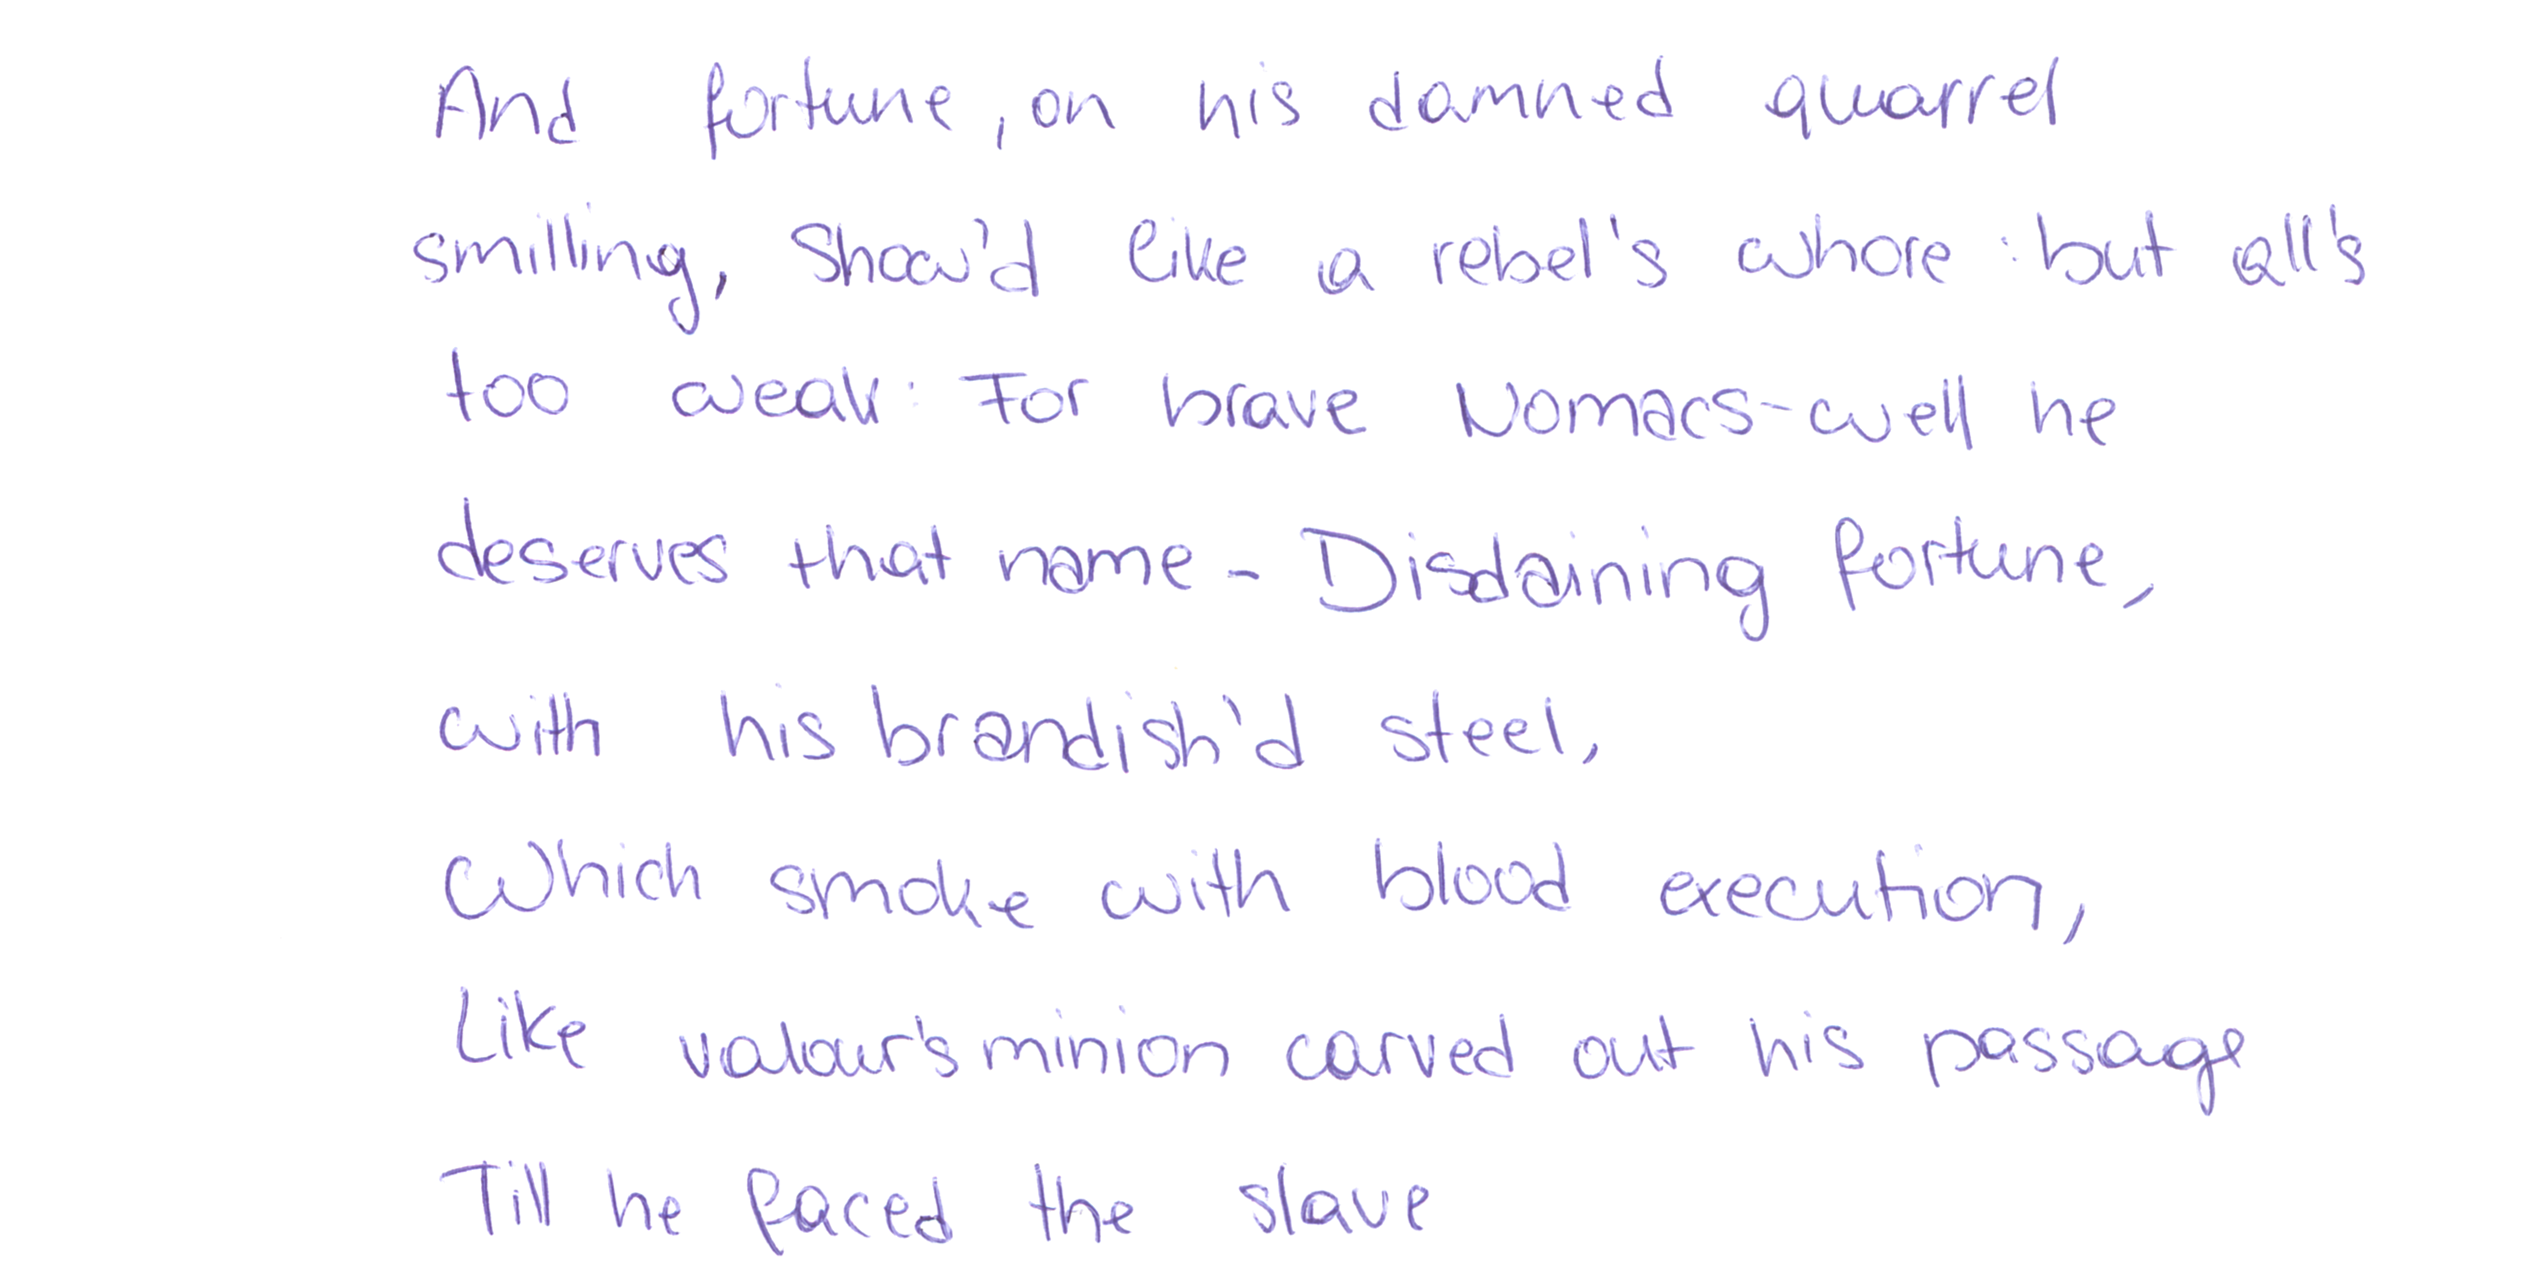 And fortune, on his damned quarrel
smilling, Show'd like a rebel's whore : but all's
too weak : For brave Nomacs-well he
deserves that name - Disdaining fortune,
with his brandish'd steel,
Which smoke with blood execution,
Like valour's minion carved out his passage
Till he faced the slave